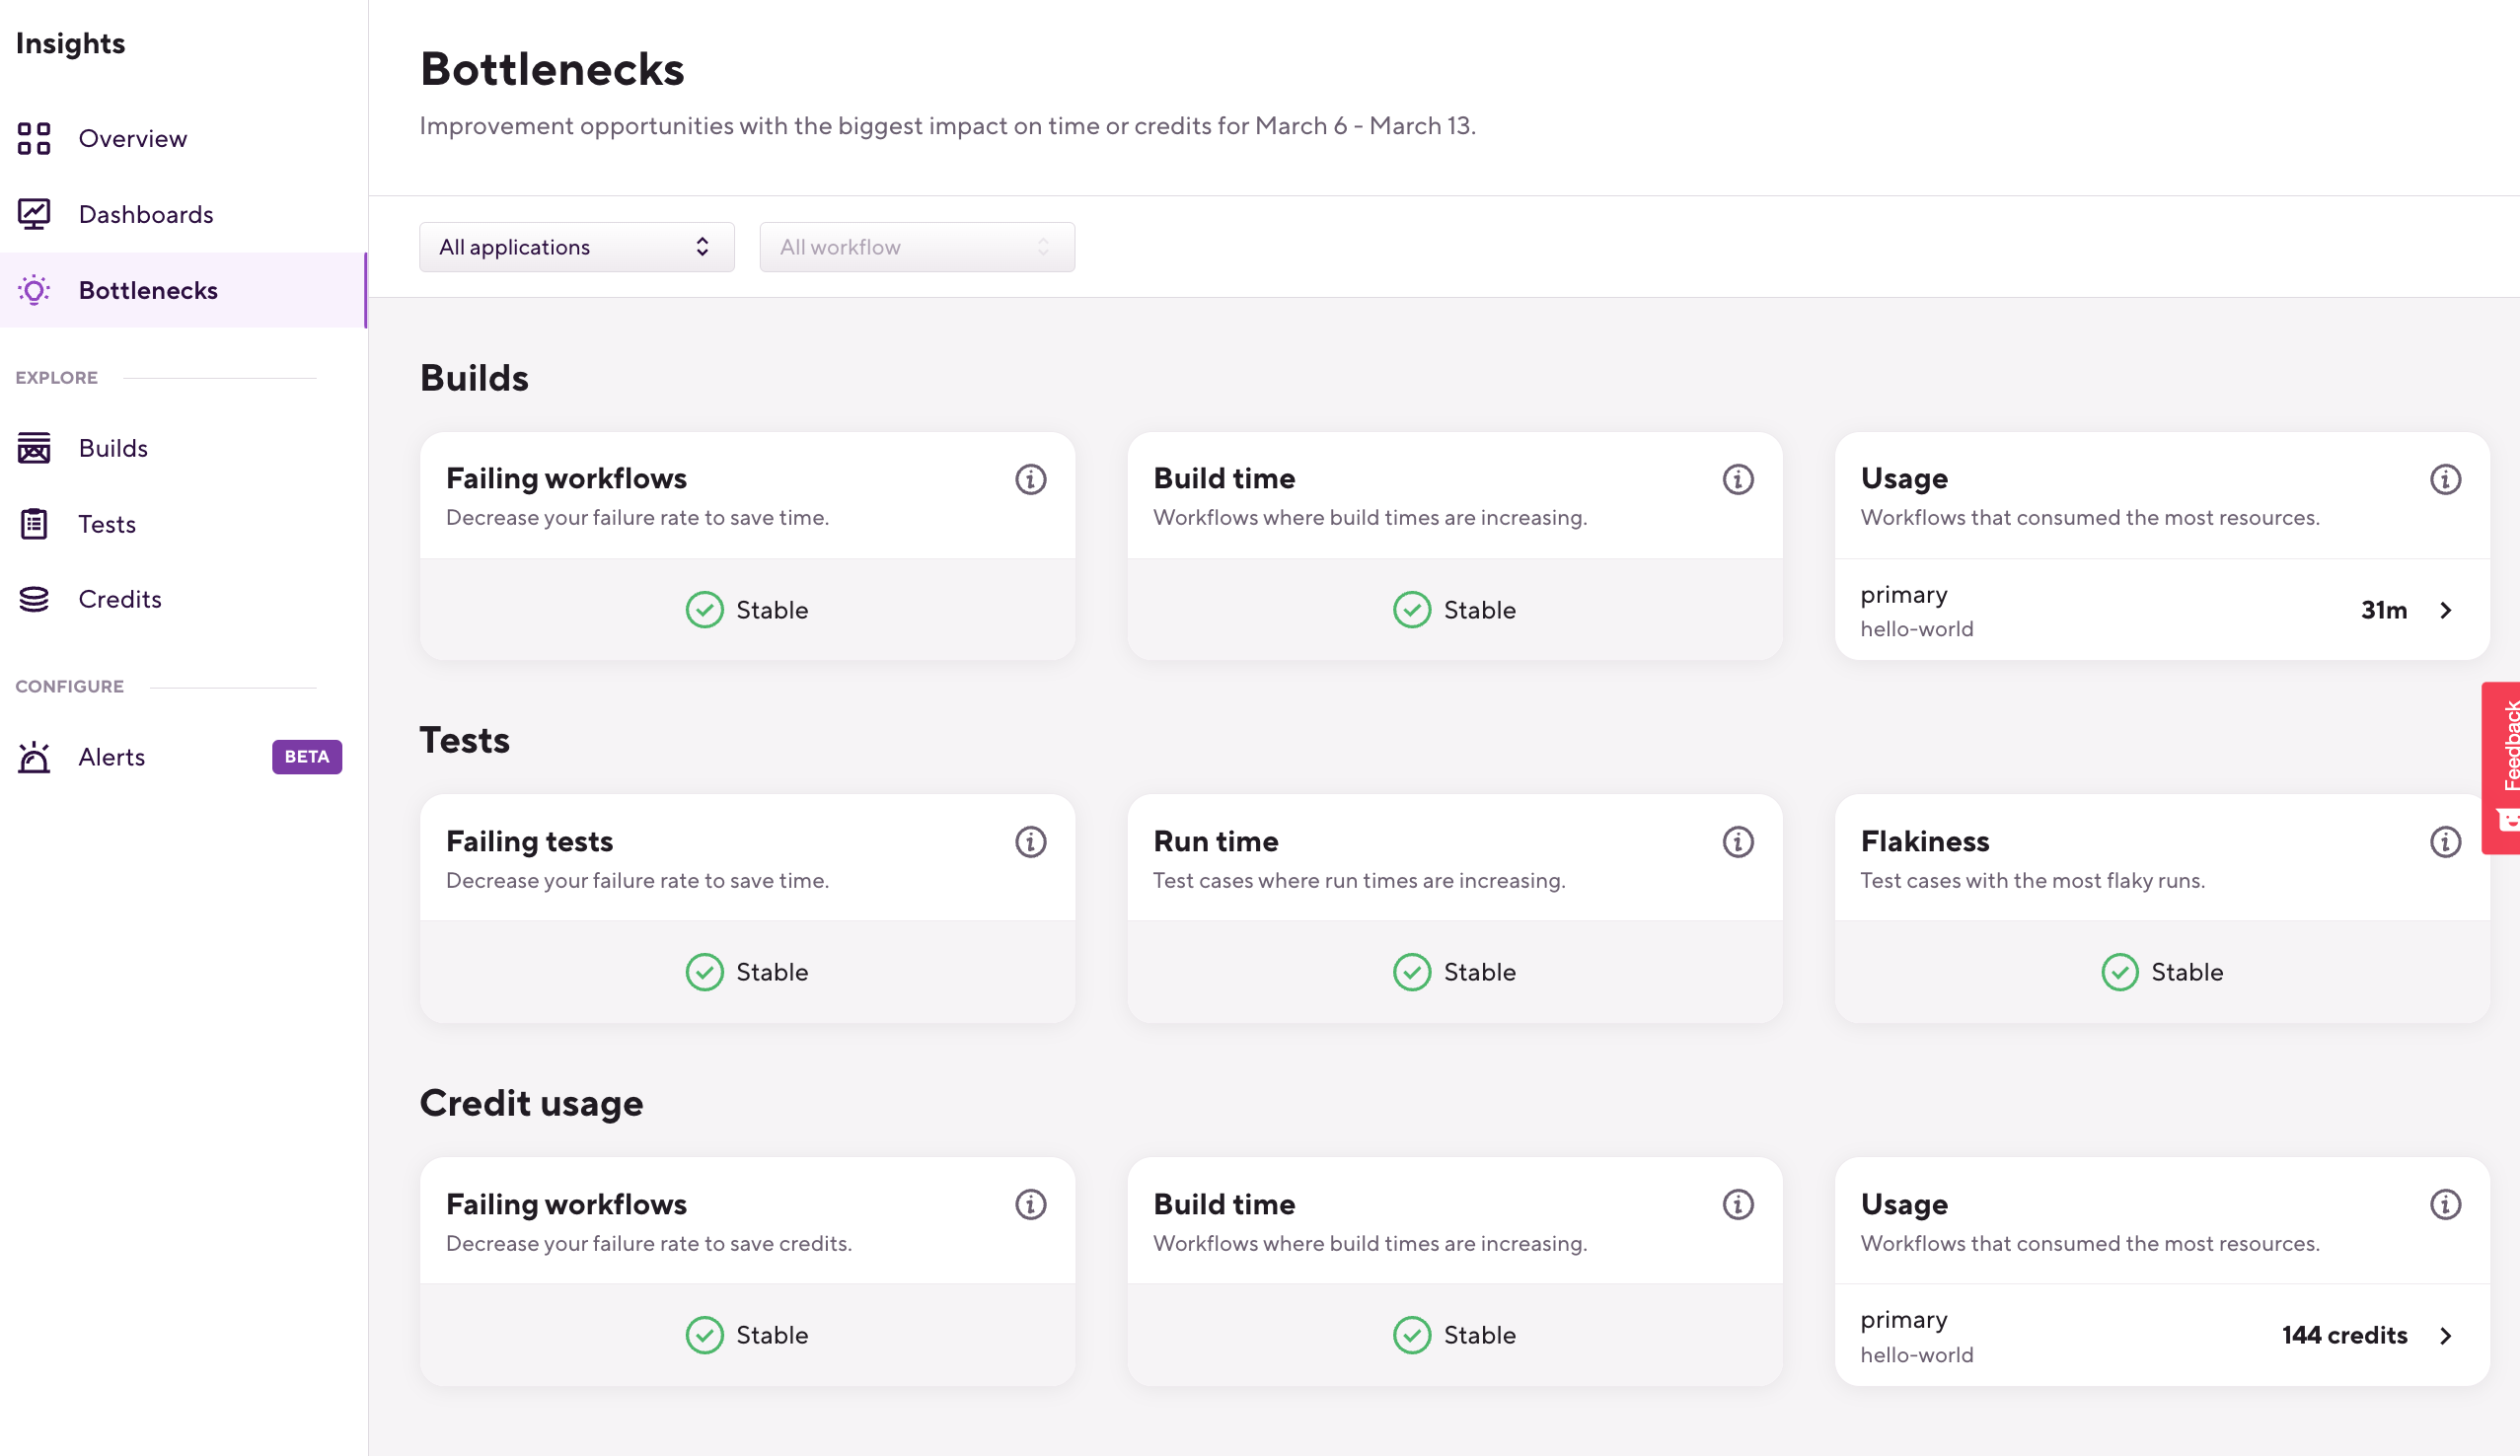 Insights
Overview
Dashboards
Bottlenecks
EXPLORE
Builds
Tests
Credits
CONFIGURE
Alerts
BETA
Bottlenecks
Improvement opportunities with the biggest impact on time or credits for March 6 - March 13.
All applications
All workflow
Builds
Failing workflows
Decrease your failure rate to save time.
Stable
Build time
Workflows where build times are increasing.
Stable
Usage
Workflows that consumed the most resources.
primary
hello-world
31m
Tests
Failing tests
Decrease your failure rate to save time.
Stable
Run time
Test cases where run times are increasing.
Stable
Flakiness
Test cases with the most flaky runs.
Stable
Credit usage
Failing workflows
Decrease your failure rate to save credits.
Stable
Build time
Workflows where build times are increasing.
Stable
Usage
Workflows that consumed the most resources.
primary
hello-world
144 credits
Feedback